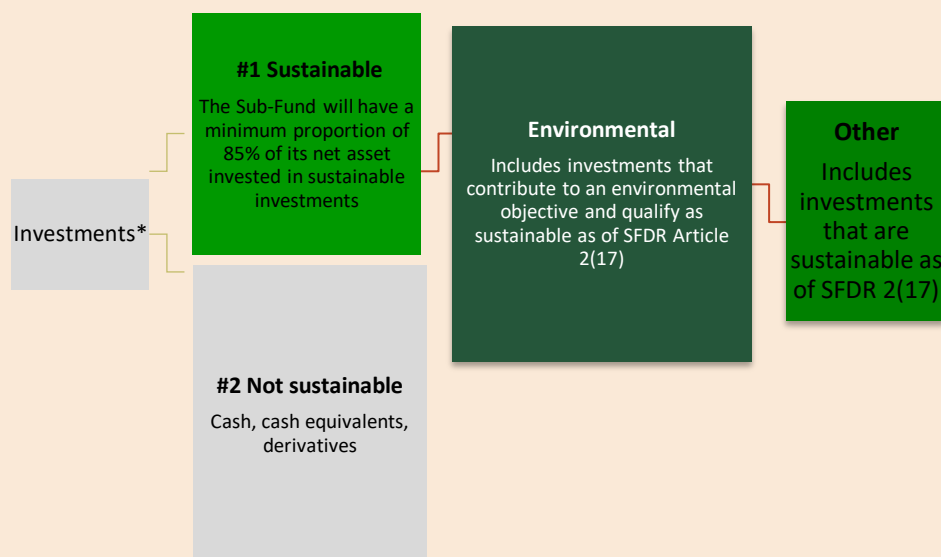 Investments*
#1 Sustainable
The Sub-Fund will have a
minimum proportion of
85% of its net asset
invested in sustainable
investments
#2 Not sustainable
Cash, cash equivalents,
derivatives
Environmental
Includes investments that
contribute to an environmental
objective and qualify as
sustainable as of SFDR Article
2(17)
Other
Includes
investments
that are
sustainable as
of SFDR 2(17)